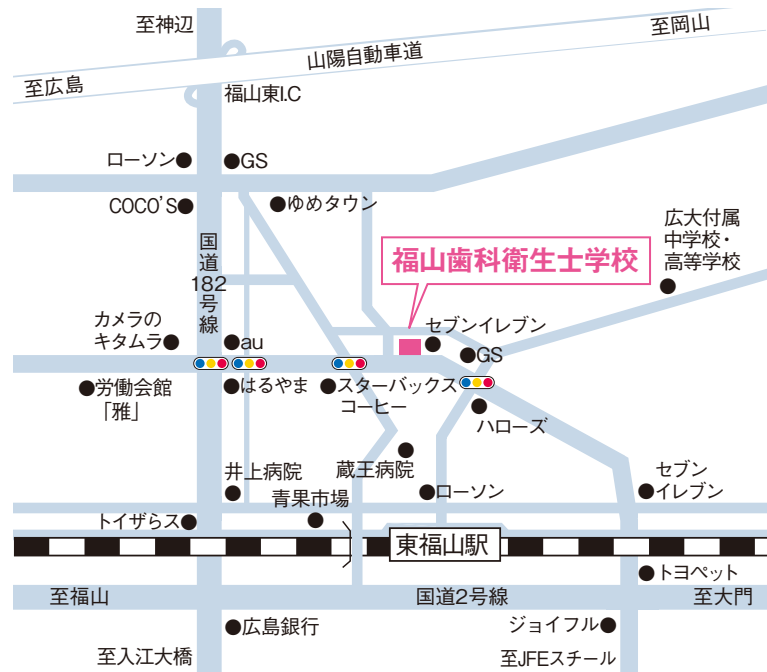 至神辺
至岡山
山陽自動車道
至広島
福山東I.C
ローソン
GS
COCO'S
ゆめタウン
広大付属
中学校・
高等学校
国道
182
号線
福山歯科衛生士学校
カメラの
キタムラ
au
セブンイレブン
GS
労働会館
「雅」
はるやま
スターバックス
コーヒー
ハローズ
井上病院
蔵王病院
ローソン
セブン
イレブン
青果市場
トイザらス
東福山駅
トヨペット
至福山
国道2号線
至大門
広島銀行
ジョイフル
至入江大橋
至JFEスチール